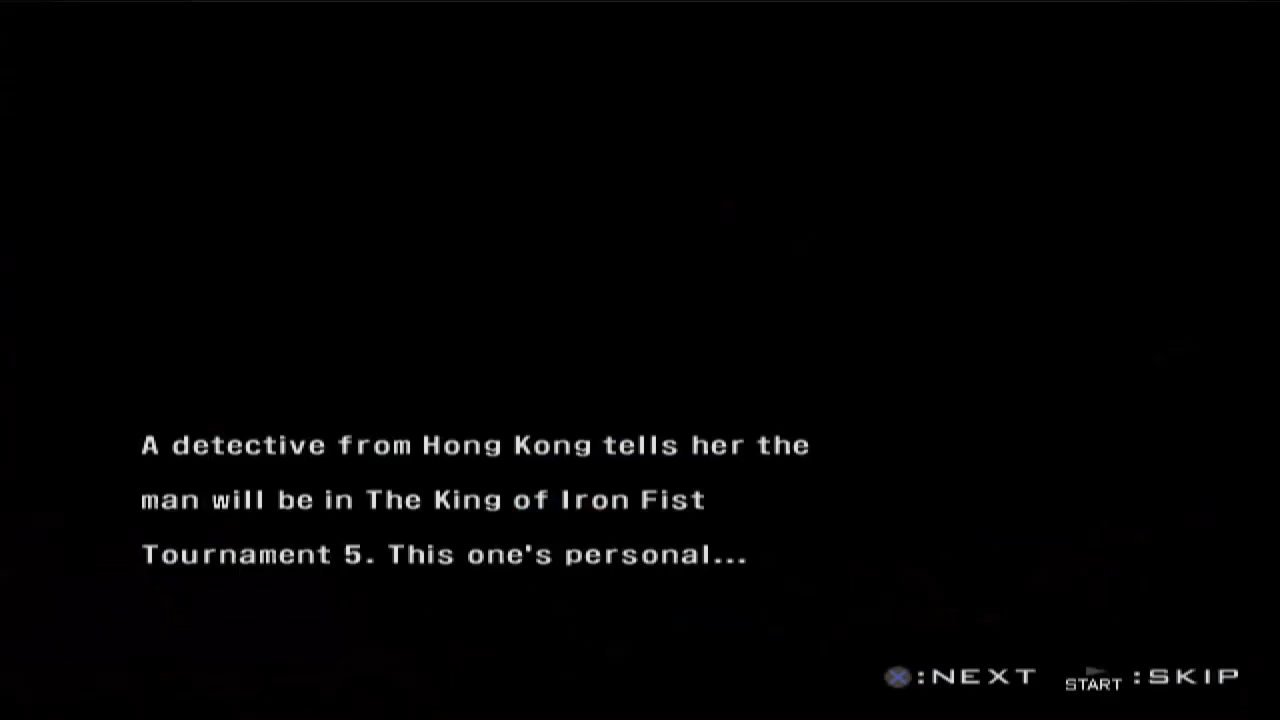 A detective from Hong Kong tells her the
man will be in The King of Iron Fist
Tournament 5. This one's personal...
:NEXT START :SKIP